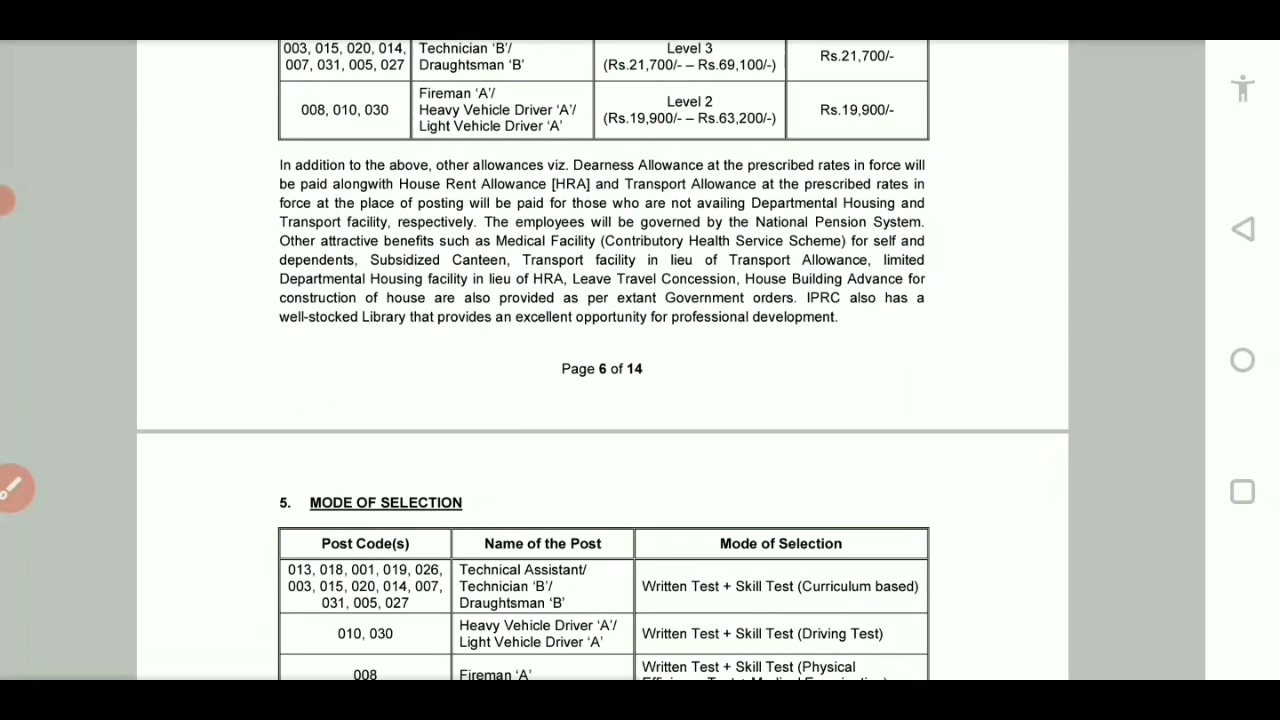 003, 015, 020, 014, Technician ‘B’/ Level 3 Rs.21,700/-
007, 031, 005, 027 Draughtsman ‘B’ (Rs.21,700/- – Rs.69,100/-)
Fireman ‘A’/
008, 010, 030 Heavy Vehicle Driver ‘A’/ Level 2 Rs.19,900/-
Light Vehicle Driver ‘A’ (Rs.19,900/- – Rs.63,200/-)
In addition to the above, other allowances viz. Dearness Allowance at the prescribed rates in force will
be paid alongwith House Rent Allowance [HRA] and Transport Allowance at the prescribed rates in
force at the place of posting will be paid for those who are not availing Departmental Housing and
Transport facility, respectively. The employees will be governed by the National Pension System.
Other attractive benefits such as Medical Facility (Contributory Health Service Scheme) for self and
dependents, Subsidized Canteen, Transport facility in lieu of Transport Allowance, limited
Departmental Housing facility in lieu of HRA, Leave Travel Concession, House Building Advance for
construction of house are also provided as per extant Government orders. IPRC also has a
well-stocked Library that provides an excellent opportunity for professional development.
Page 6 of 14
5. MODE OF SELECTION
Post Code(s) Name of the Post Mode of Selection
013, 018, 001, 019, 026, Technical Assistant/
003, 015, 020, 014, 007, Technician ‘B’/ Written Test + Skill Test (Curriculum based)
031, 005, 027 Draughtsman ‘B’
010, 030 Heavy Vehicle Driver ‘A’/ Written Test + Skill Test (Driving Test)
Light Vehicle Driver ‘A’
008 Fireman ‘A’ Written Test + Skill Test (Physical